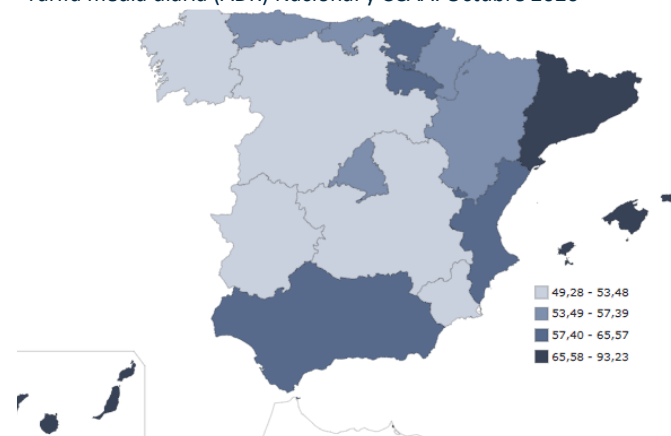 Tarifa media diaria (ADR) Nacional y CCAA. Octubre 2020
49,28 - 53,48
53,49 - 57,39
57,40 - 65,57
65,58 - 93,23